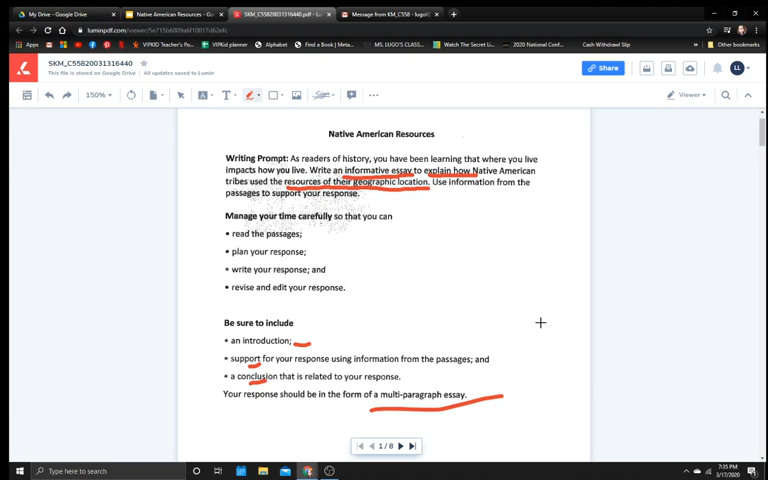 My Drive - Google Drive
Native American Resources - Goo
SKM_C55820031316440.pdf - Lum
Message from KM_C558 - lugol
luminpdf.com/viewer/5e715b6809a6f10017d62efc
Apps
VIPKID Teacher's Po...
VIPKid planner
Alphabet
Find a Book | Meta...
MS. LUGO'S CLASS...
Watch The Secret Li...
2020 National Conf...
Cash Withdrawl Slip
Other bookmarks
SKM_C55820031316440
This file is stored on Google Drive
All updates saved to Lumin
Share
LL
150%
Viewer
Native American Resources
Writing Prompt: As readers of history, you have been learning that where you live
impacts how you live. Write an informative essay to explain how Native American
tribes used the resources of their geographic location. Use information from the
passages to support your response.
Manage your time carefully so that you can
• read the passages;
• plan your response;
• write your response; and
• revise and edit your response.
Be sure to include
• an introduction;
• support for your response using information from the passages; and
• a conclusion that is related to your response.
Your response should be in the form of a multi-paragraph essay.
1 / 8
Type here to search
7:35 PM
3/17/2020